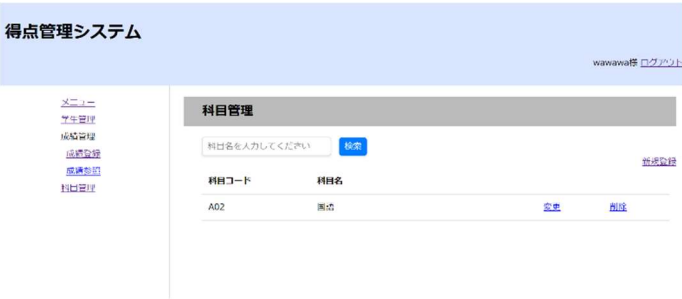 得点管理システム
wawawa様 ログアウト
メニュー
学生管理
成績管理
成績登録
成績参照
科目管理
科目管理
科目名を入力してください 検索
新規登録
科目コード 科目名
A02 国語 変更 削除